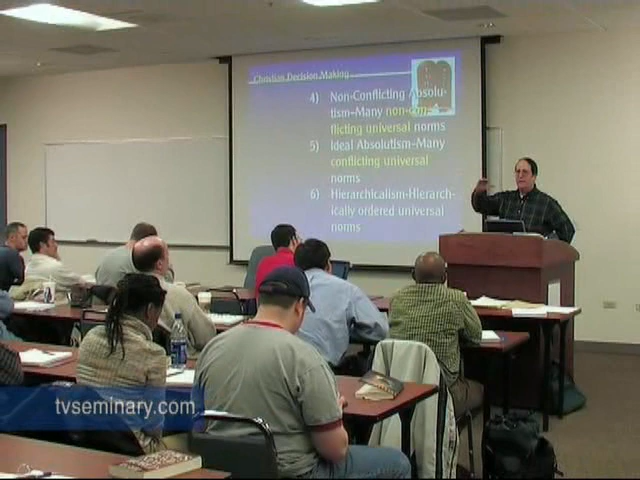 Christian Decision Making
4) Non-Conflicting Absolu-
tism–Many non-con-
flicting universal norms
5) Ideal Absolutism–Many
conflicting universal
norms
6) Hierarchicalism-Hierarch-
ically ordered universal
norms
tvseminary.com